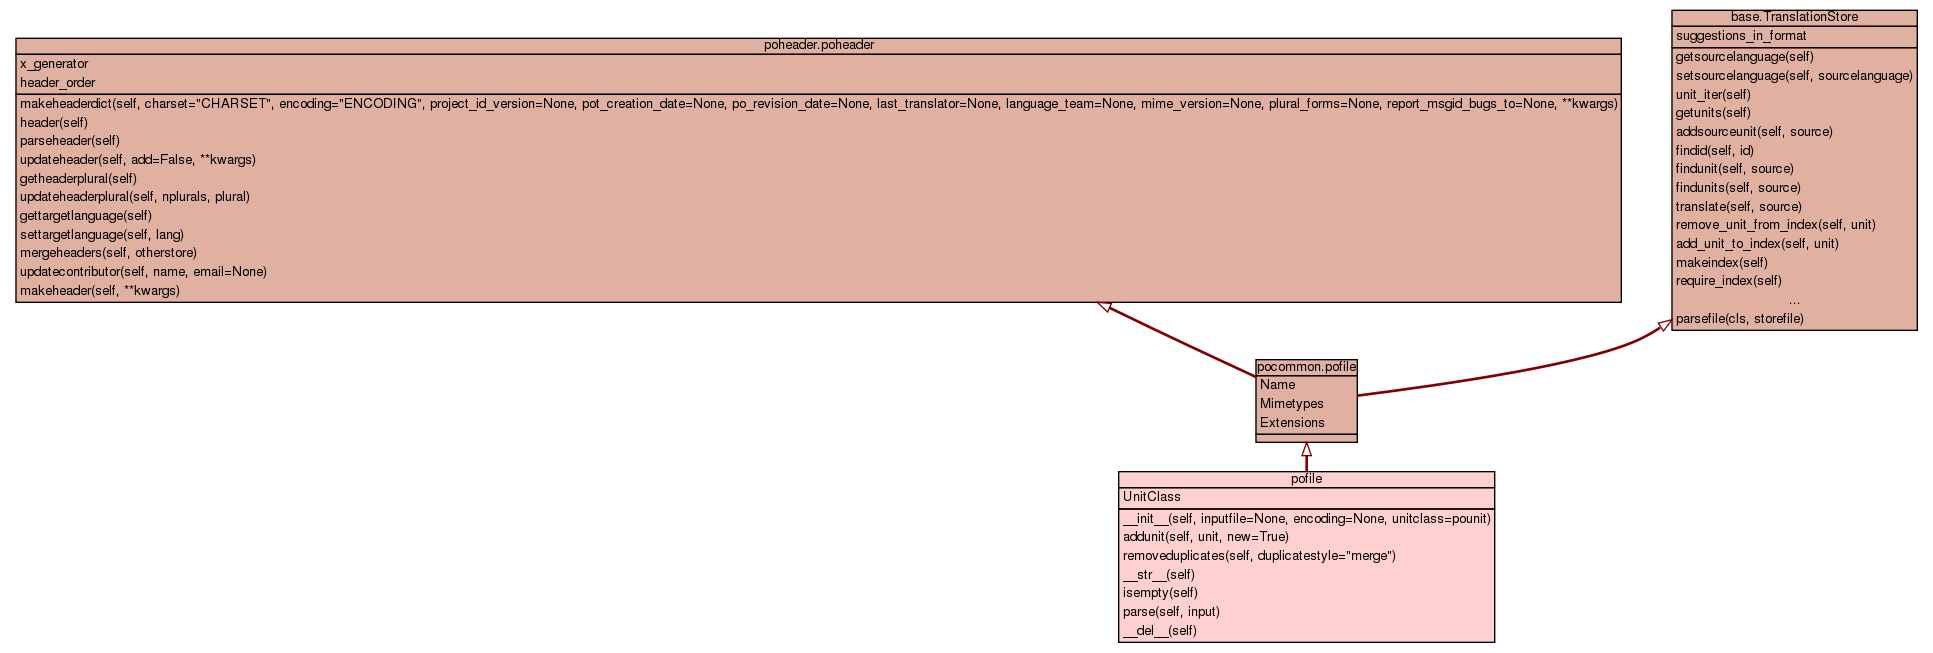 poheader.poheader
x_generator
header_order
makeheaderdict(self, charset="CHARSET", encoding="ENCODING", project_id_version=None, pot_creation_date=None, po_revision_date=None, last_translator=None, language_team=None, mime_version=None, plural_forms=None, report_msgid_bugs_to=None, **kwargs)
header(self)
parseheader(self)
updateheader(self, add=False, **kwargs)
getheaderplural(self)
updateheaderplural(self, nplurals, plural)
gettargetlanguage(self)
settargetlanguage(self, lang)
mergeheaders(self, otherstore)
updatecontributor(self, name, email=None)
makeheader(self, **kwargs)
base.TranslationStore
suggestions_in_format
getsourcelanguage(self)
setsourcelanguage(self, sourcelanguage)
unit_iter(self)
getunits(self)
addsourceunit(self, source)
findid(self, id)
findunit(self, source)
findunits(self, source)
translate(self, source)
remove_unit_from_index(self, unit)
add_unit_to_index(self, unit)
makeindex(self)
require_index(self)
...
parsefile(cls, storefile)
pocommon.pofile
Name
Mimetypes
Extensions
pofile
UnitClass
__init__(self, inputfile=None, encoding=None, unitclass=pounit)
addunit(self, unit, new=True)
removeduplicates(self, duplicatestyle="merge")
__str__(self)
isempty(self)
parse(self, input)
__del__(self)